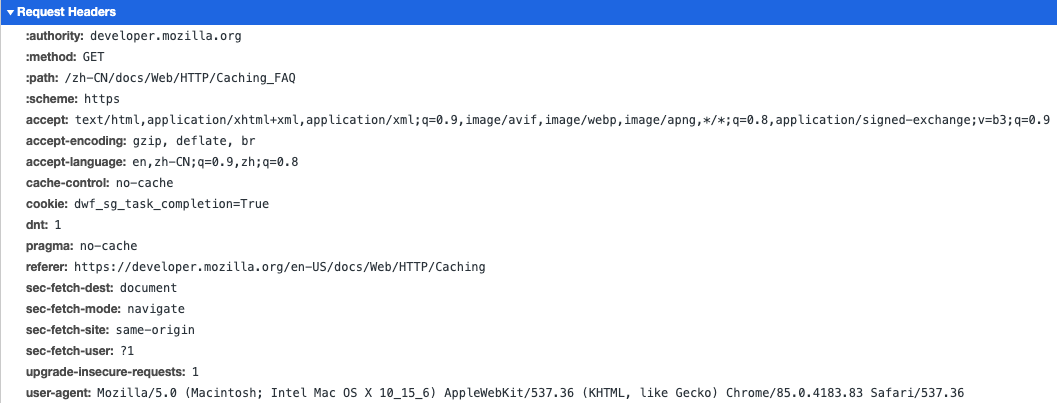 Request Headers
:authority: developer.mozilla.org
:method: GET
:path: /zh-CN/docs/Web/HTTP/Caching_FAQ
:scheme: https
accept: text/html,application/xhtml+xml,application/xml;q=0.9,image/avif,image/webp,image/apng,*/*;q=0.8,application/signed-exchange;v=b3;q=0.9
accept-encoding: gzip, deflate, br
accept-language: en,zh-CN;q=0.9,zh;q=0.8
cache-control: no-cache
cookie: dwf_sg_task_completion=True
dnt: 1
pragma: no-cache
referer: https://developer.mozilla.org/en-US/docs/Web/HTTP/Caching
sec-fetch-dest: document
sec-fetch-mode: navigate
sec-fetch-site: same-origin
sec-fetch-user: ?1
upgrade-insecure-requests: 1
user-agent: Mozilla/5.0 (Macintosh; Intel Mac OS X 10_15_6) AppleWebKit/537.36 (KHTML, like Gecko) Chrome/85.0.4183.83 Safari/537.36